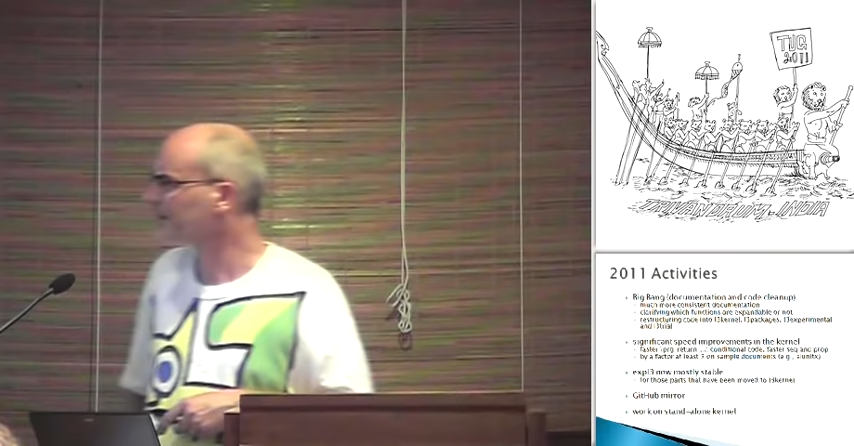 TUG
2011
TRIVANDRUM - INDIA
2011 Activities
Big Bang (documentation and code cleanup)
much more consistent documentation
clarifying which functions are expandable or not
restructuring code into l3kernel, l3packages, l3experimental
and l3trial
significant speed improvements in the kernel
conditional code, faster seq and prop
by a factor at least 3 on sample documents (e.g., siunitx)
expl3 now mostly stable
for those parts that have been moved to l3kernel
GitHub mirror
work on stand-alone kernel